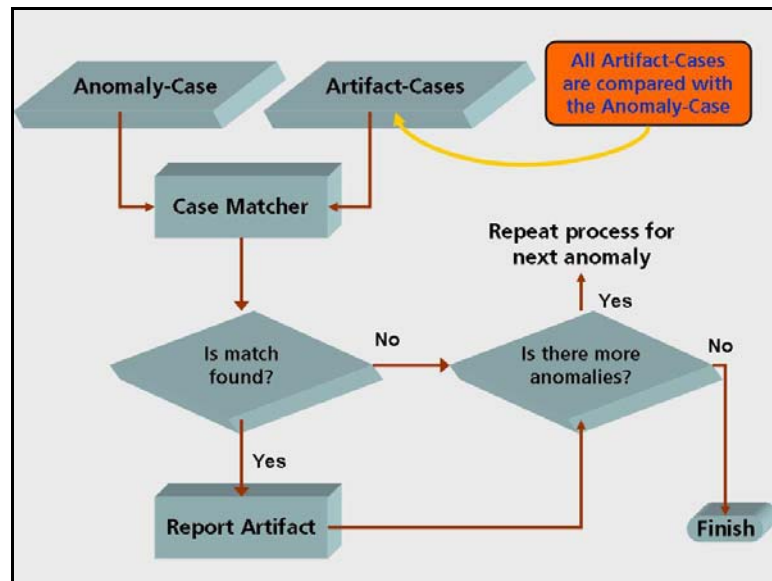 Anomaly-Case
Artifact-Cases
All Artifact-Cases
are compared with
the Anomaly-Case
Case Matcher
Repeat process for
next anomaly
Yes
Is match
found?
No
Is there more
anomalies?
No
Yes
Report Artifact
Finish